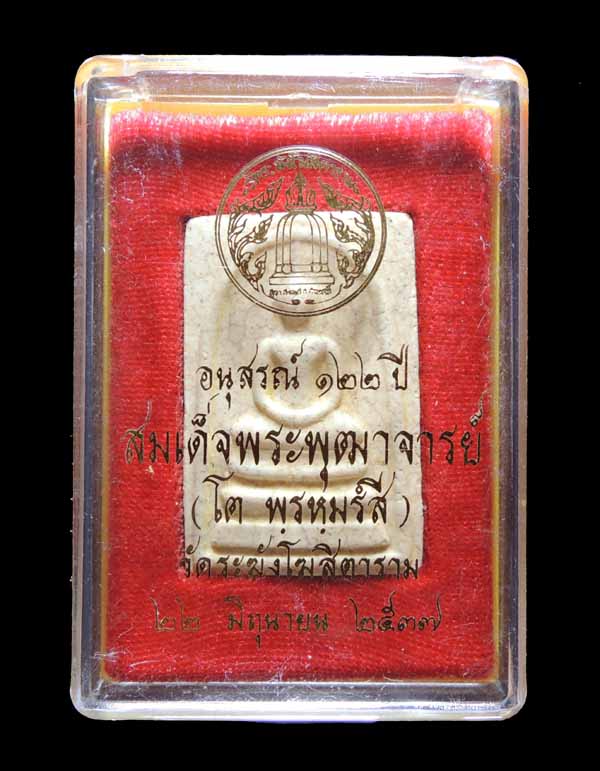 อนุสรณ์ ๑๒๒ ปี
สมเด็จพระพุฒาจารย์
(โต พฺรหฺมรํสี)
วัดระฆังโฆสิตาราม
๒๒ มิถุนายน ๒๕๓๗